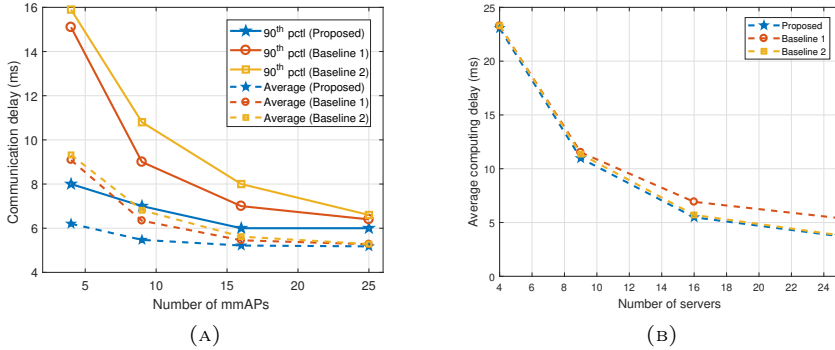 16
14
12
10
8
6
4
5
10
15
20
25
Communication delay (ms)
Number of mmAPs
90th pctl (Proposed)
90th pctl (Baseline 1)
90th pctl (Baseline 2)
Average (Proposed)
Average (Baseline 1)
Average (Baseline 2)
(A)
25
20
15
10
5
0
4
6
8
10
12
14
16
18
20
22
24
Average computing delay (ms)
Number of servers
Proposed
Baseline 1
Baseline 2
(B)